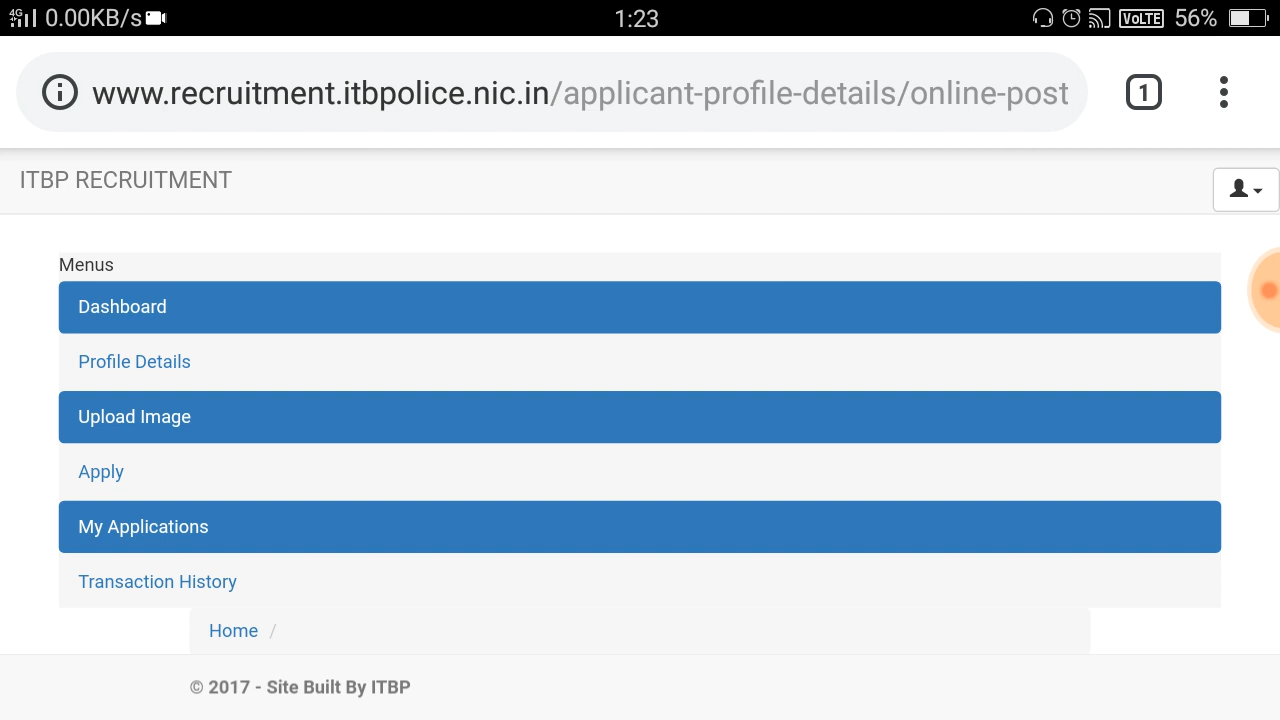 4G 0.00KB/s 1:23 VoLTE 56%
www.recruitment.itbpolice.nic.in/applicant-profile-details/online-post 1
ITBP RECRUITMENT
Menus
Dashboard
Profile Details
Upload Image
Apply
My Applications
Transaction History
Home /
© 2017 - Site Built By ITBP